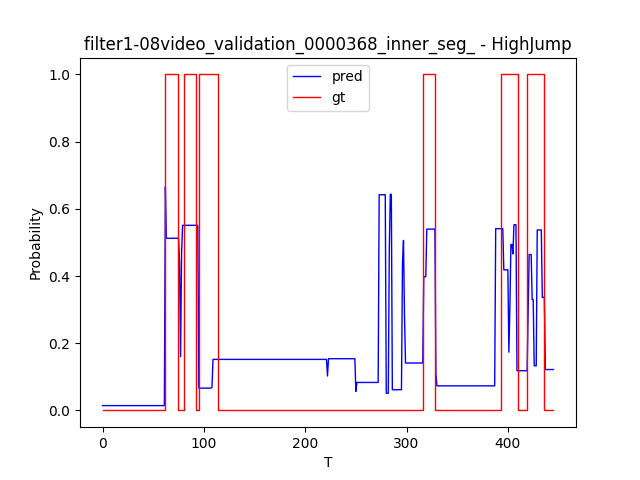 filter1-08video_validation_0000368_inner_seg_ - HighJump
pred
gt
1.0
0.8
0.6
0.4
0.2
0.0
Probability
0
100
200
300
400
T